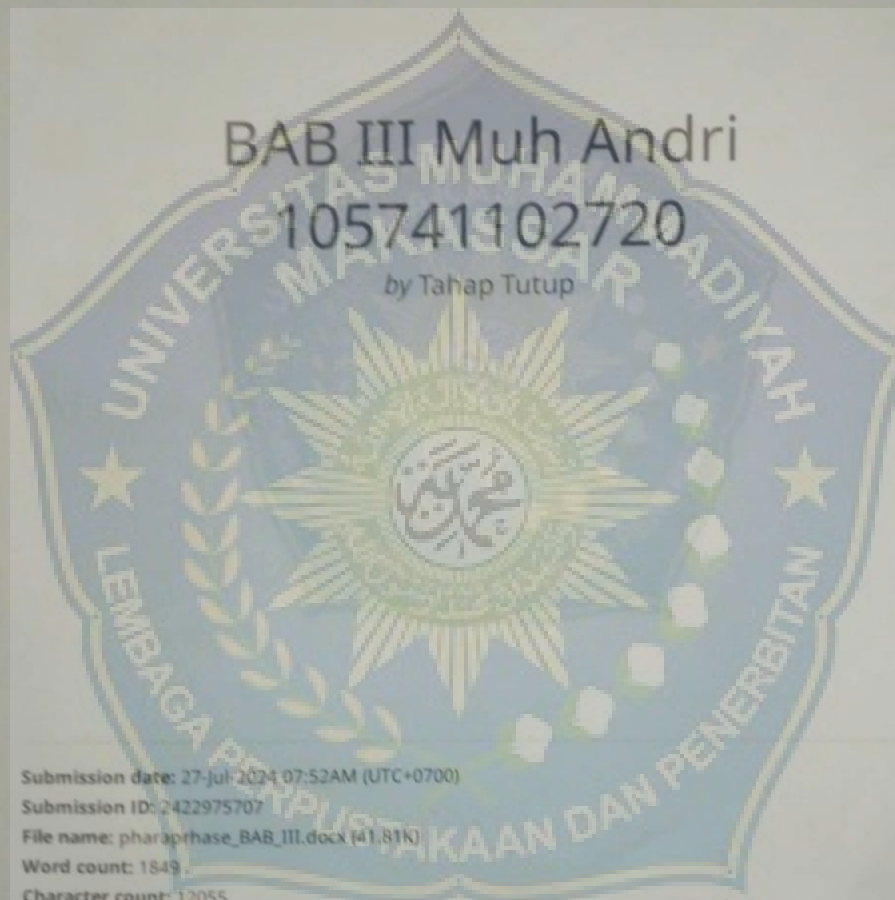 BAB III Muh Andri
105741102720
by Tahap Tutup
UNIVERSITAS MUHAMMADIYAH
MAKASSAR
محمد
LEMBAGA PERPUSTAKAAN DAN PENERBITAN
Submission date: 27-Jul-2024 07:52AM (UTC+0700)
Submission ID: 2422975707
File name: pharaprhase_BAB_III.docx (41.81K)
Word count: 1849
Character count: 12055